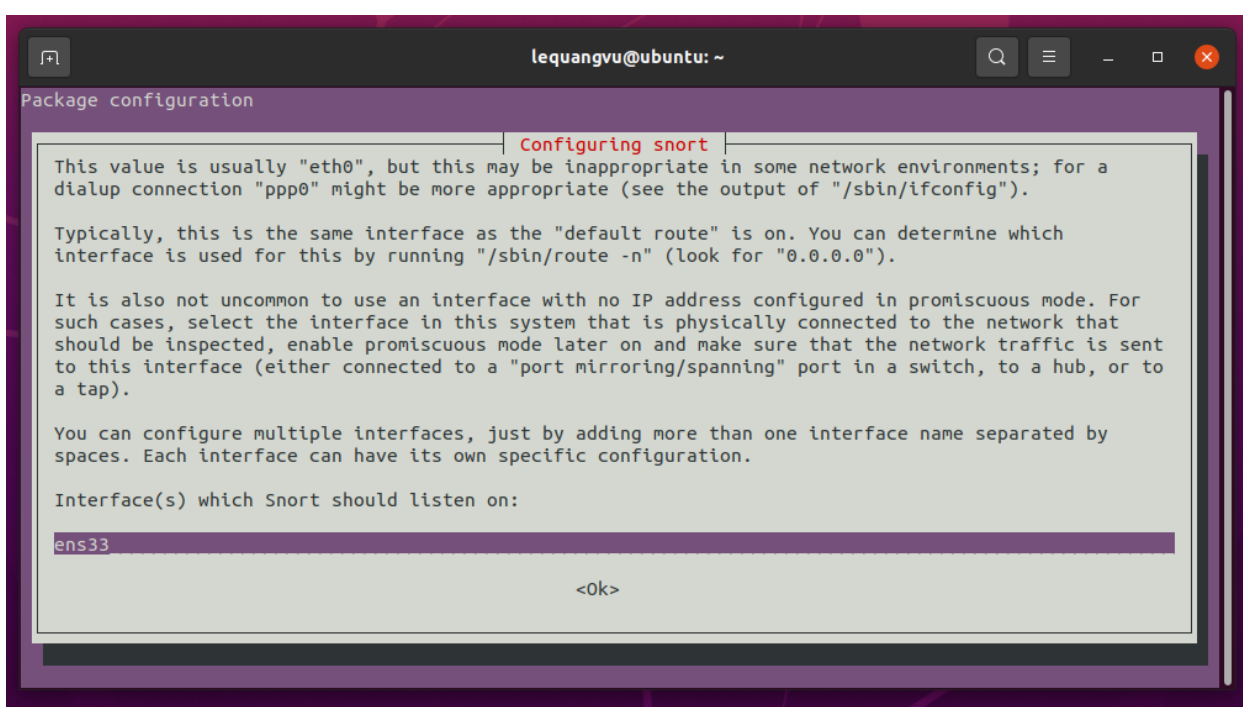 lequangvu@ubuntu: ~
Package configuration
Configuring snort
This value is usually "eth0", but this may be inappropriate in some network environments; for a
dialup connection "ppp0" might be more appropriate (see the output of "/sbin/ifconfig").
Typically, this is the same interface as the "default route" is on. You can determine which
interface is used for this by running "/sbin/route -n" (look for "0.0.0.0").
It is also not uncommon to use an interface with no IP address configured in promiscuous mode. For
such cases, select the interface in this system that is physically connected to the network that
should be inspected, enable promiscuous mode later on and make sure that the network traffic is sent
to this interface (either connected to a "port mirroring/spanning" port in a switch, to a hub, or to
a tap).
You can configure multiple interfaces, just by adding more than one interface name separated by
spaces. Each interface can have its own specific configuration.
Interface(s) which Snort should listen on:
ens33
<Ok>